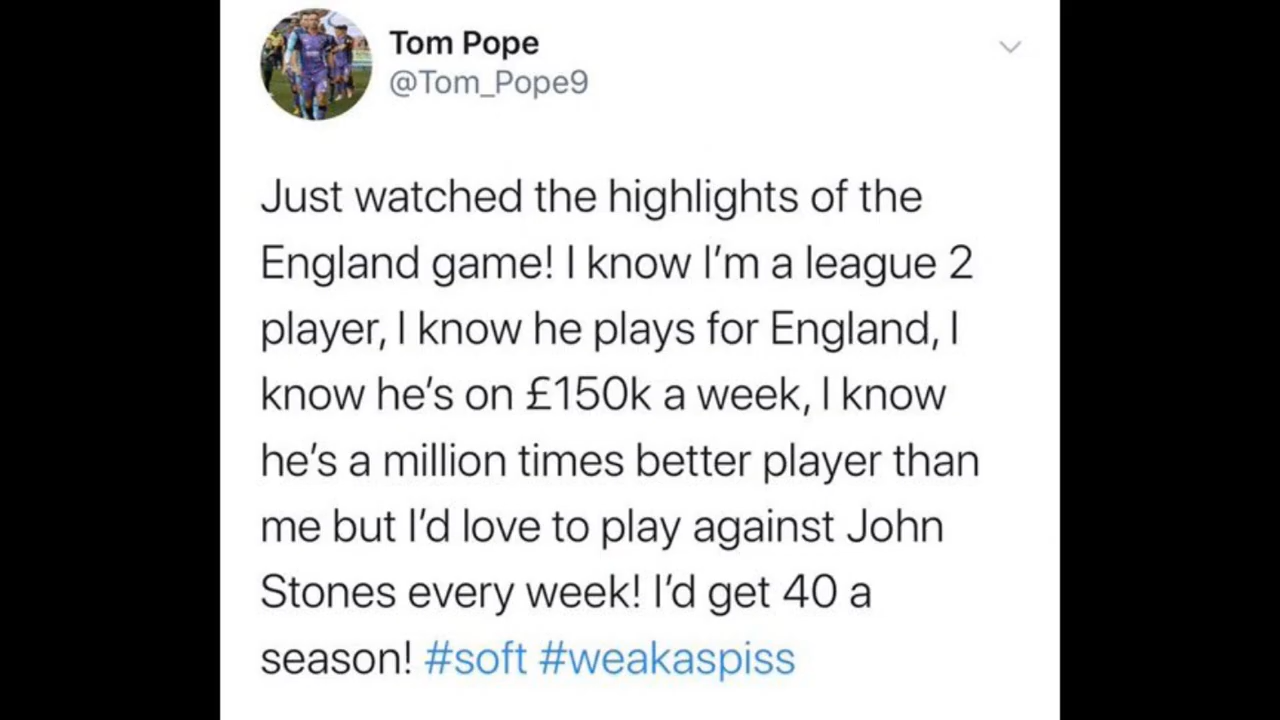 Tom Pope
@Tom_Pope9
Just watched the highlights of the
England game! I know I'm a league 2
player, I know he plays for England, I
know he's on £150k a week, I know
he's a million times better player than
me but I'd love to play against John
Stones every week! I'd get 40 a
season! #soft #weakaspiss